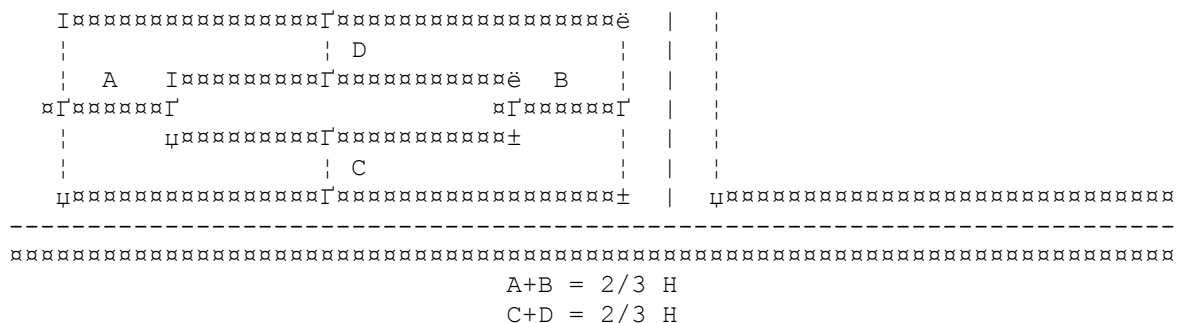 I¤¤¤¤¤¤¤¤¤¤¤¤¤¤¤¤Ґ¤¤¤¤¤¤¤¤¤¤¤¤¤¤¤¤¤¤ё | ¦
¦ ¦ D ¦ | ¦
¦ A I¤¤¤¤¤¤¤¤¤Ґ¤¤¤¤¤¤¤¤¤¤¤ё B ¦ | ¦
¤Ґ¤¤¤¤¤¤Ґ ¤Ґ¤¤¤¤¤¤Ґ ¦
¦ џ¤¤¤¤¤¤¤¤¤Ґ¤¤¤¤¤¤¤¤¤¤¤± ¦ | ¦
¦ ¦ C ¦ | ¦
џ¤¤¤¤¤¤¤¤¤¤¤¤¤¤¤¤Ґ¤¤¤¤¤¤¤¤¤¤¤¤¤¤¤¤¤¤± | џ¤¤¤¤¤¤¤¤¤¤¤¤¤¤¤¤¤¤¤¤¤¤¤¤¤¤¤¤¤
---------------------------------------------------------------------------
¤¤¤¤¤¤¤¤¤¤¤¤¤¤¤¤¤¤¤¤¤¤¤¤¤¤¤¤¤¤¤¤¤¤¤¤¤¤¤¤¤¤¤¤¤¤¤¤¤¤¤¤¤¤¤¤¤¤¤¤¤¤¤¤¤¤¤¤¤¤¤¤¤¤¤
A+B = 2/3 H
C+D = 2/3 H